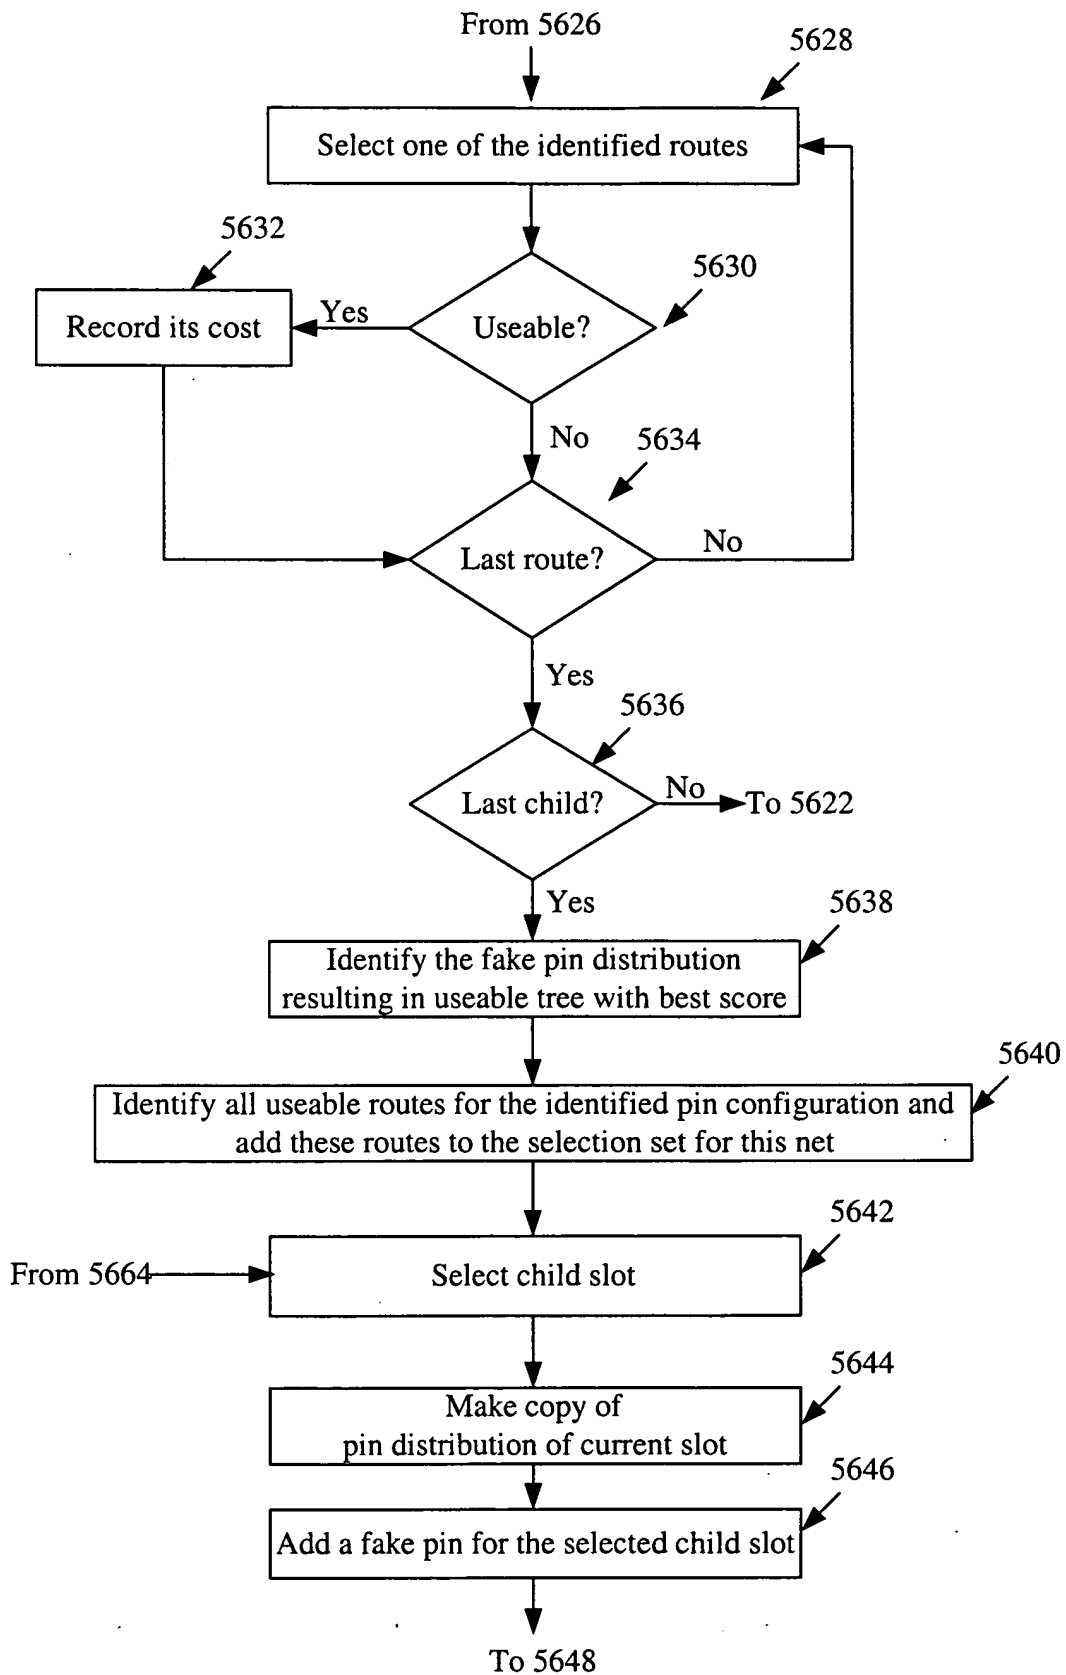 From 5626
5628
Select one of the identified routes
5632
5630
Record its cost
Yes
Useable?
No
5634
Last route?
No
Yes
5636
Last child?
No
To 5622
Yes
5638
Identify the fake pin distribution
resulting in useable tree with best score
5640
Identify all useable routes for the identified pin configuration and
add these routes to the selection set for this net
5642
From 5664
Select child slot
5644
Make copy of
pin distribution of current slot
5646
Add a fake pin for the selected child slot
To 5648